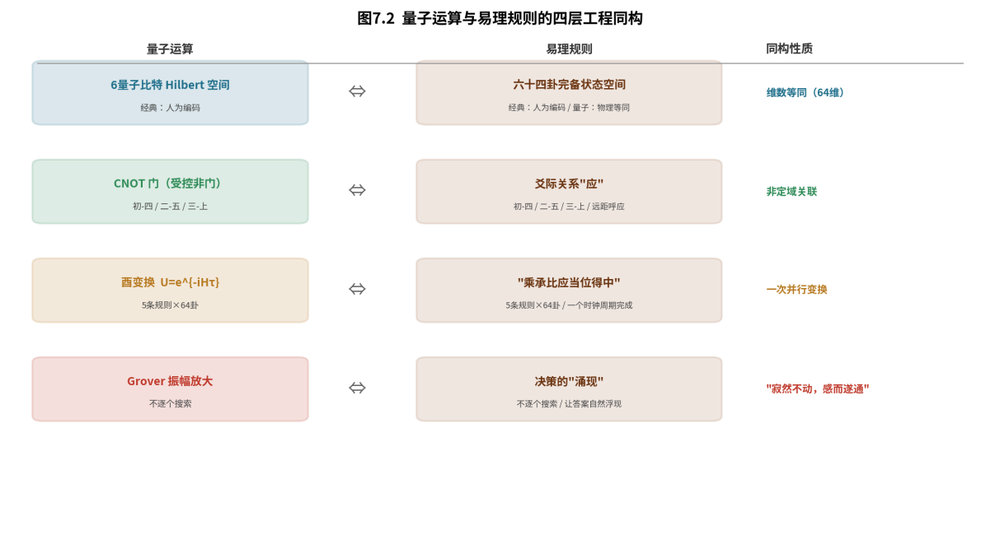 图7.2 量子运算与易理规则的四层工程同构
量子运算 易理规则 同构性质
6量子比特 Hilbert 空间
经典：人为编码
⇔
六十四卦完备状态空间
经典：人为编码 / 量子：物理等同
维数等同（64维）
CNOT 门（受控非门）
初-四 / 二-五 / 三-上
⇔
爻际关系"应"
初-四 / 二-五 / 三-上 / 远距呼应
非定域关联
酉变换 U=e^{-iHτ}
5条规则×64卦
⇔
"乘承比应当位得中"
5条规则×64卦 / 一个时钟周期完成
一次并行变换
Grover 振幅放大
不逐个搜索
⇔
决策的"涌现"
不逐个搜索 / 让答案自然浮现
"寂然不动，感而遂通"